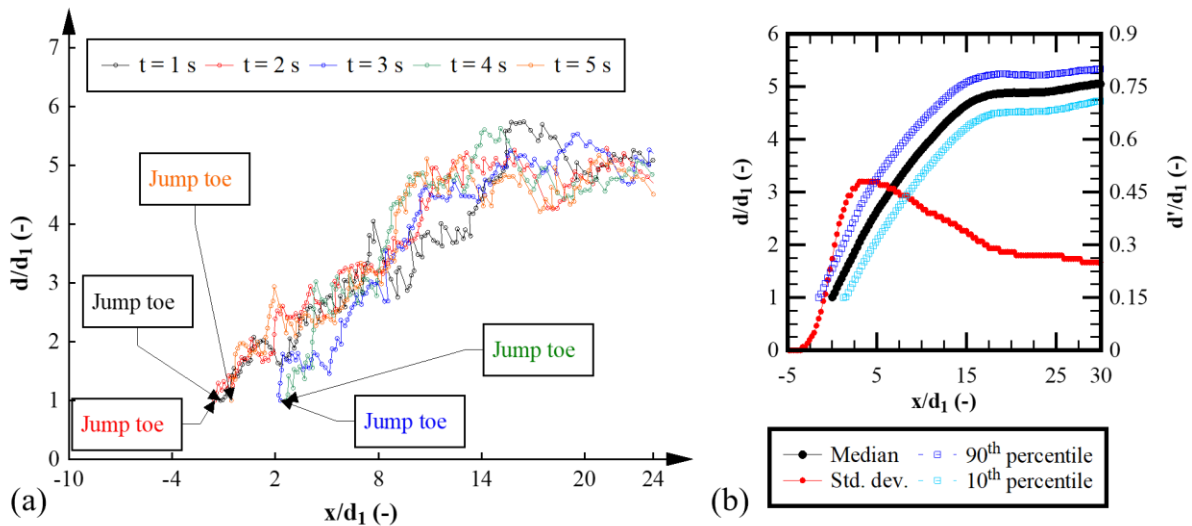 t = 1 s t = 2 s t = 3 s t = 4 s t = 5 s
7
6
5
4
3
2
1
0
d/d1 (-)
Jump toe
Jump toe
Jump toe
Jump toe
Jump toe
-10 -4 2 8 14 20 24
x/d1 (-)
(a)
6
5
4
3
2
1
0
d/d1 (-)
0.9
0.75
0.6
0.45
0.3
0.15
0
d'/d1 (-)
-5 5 15 25 30
x/d1 (-)
Median 90th percentile
Std. dev. 10th percentile
(b)